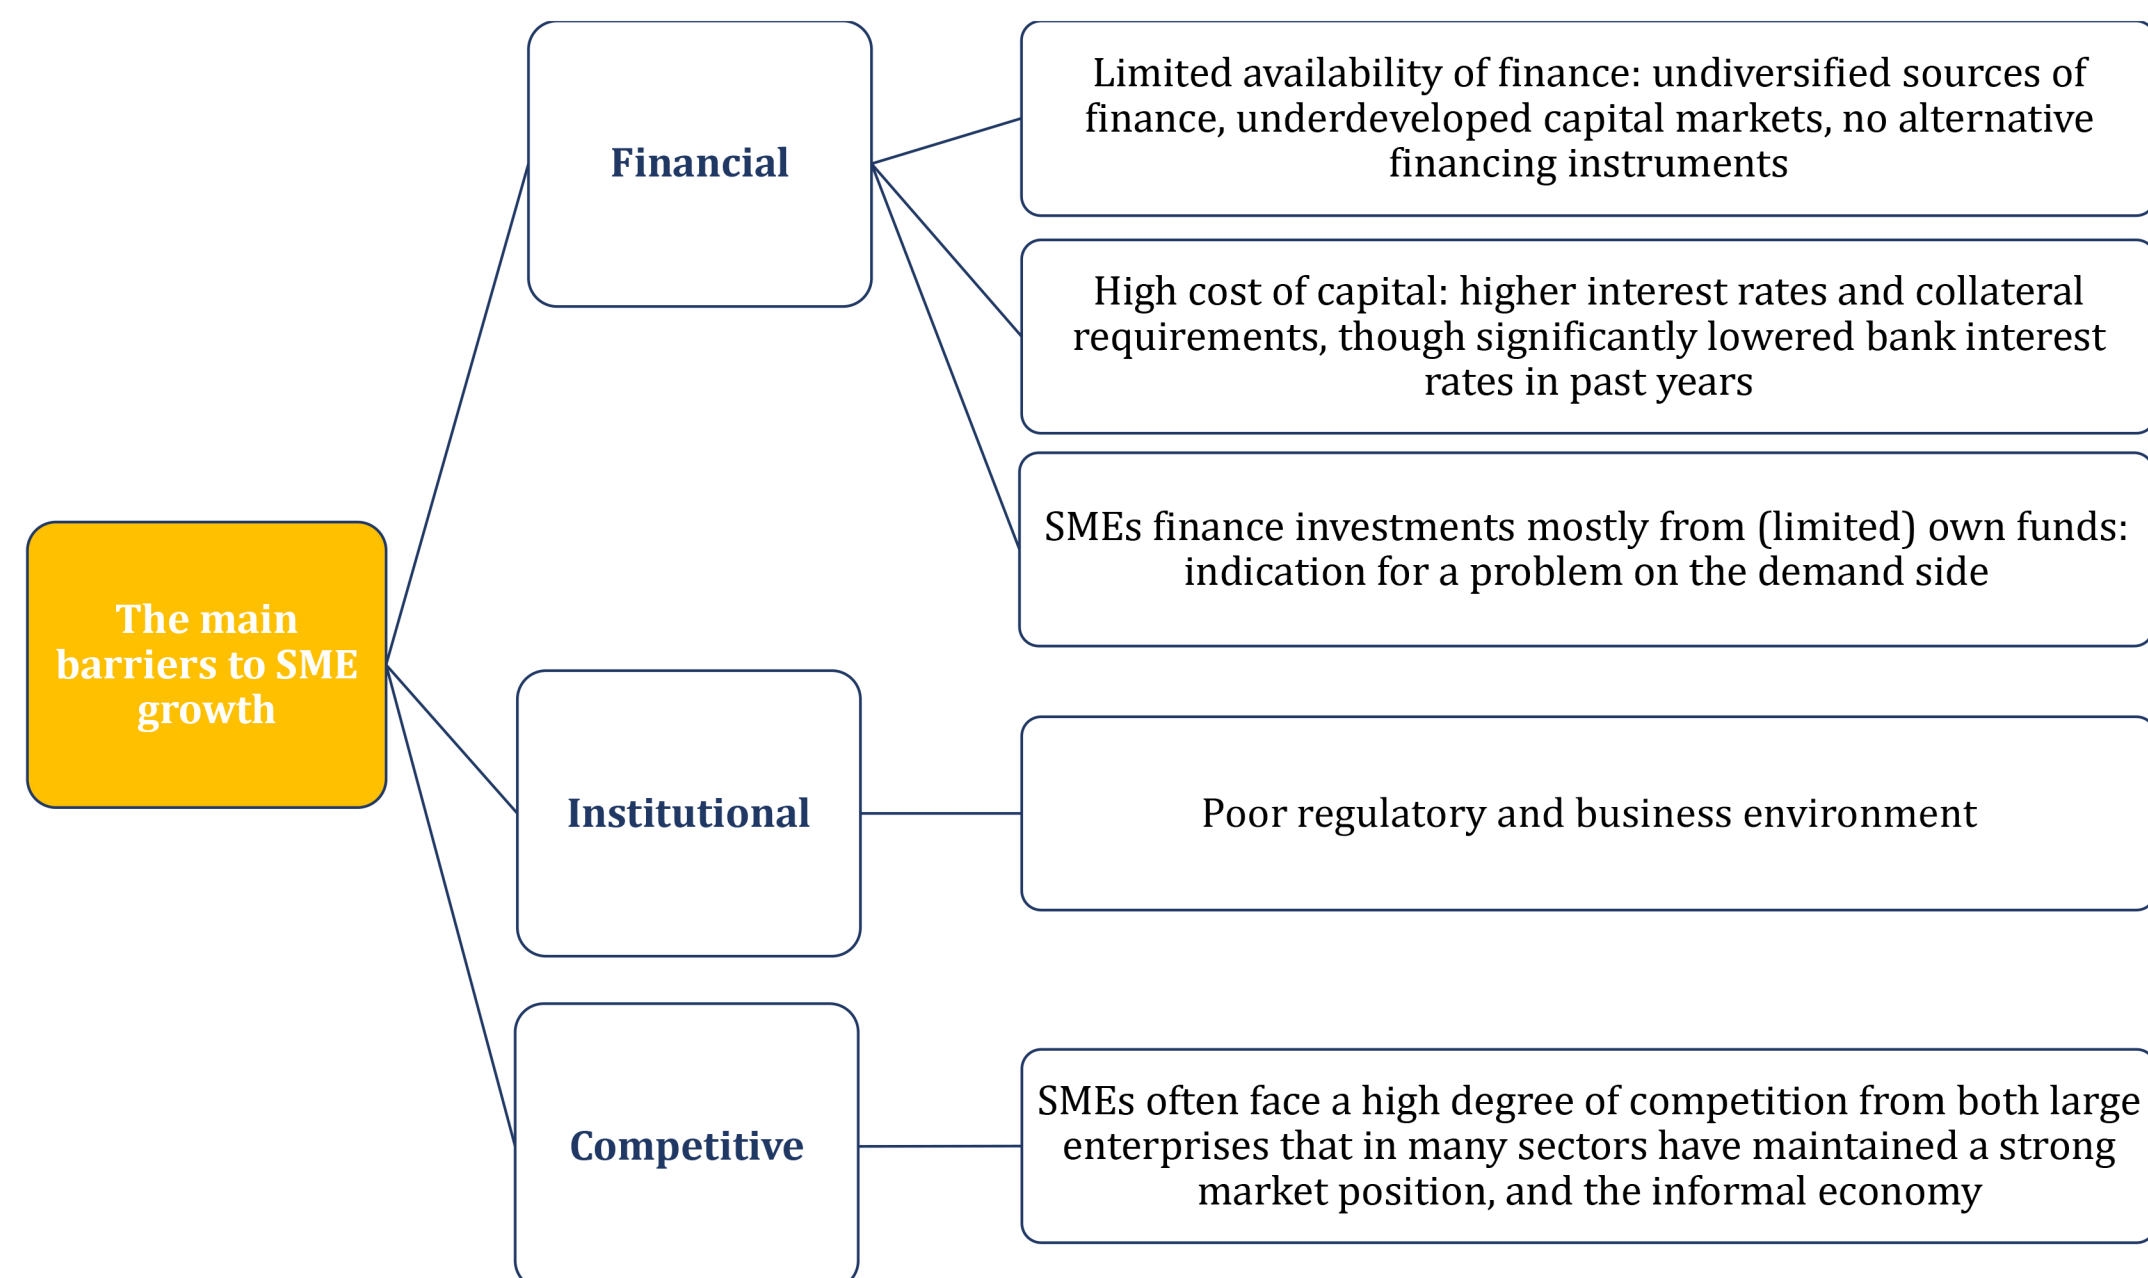 The main
barriers to SME
growth
Financial
Limited availability of finance: undiversified sources of
finance, underdeveloped capital markets, no alternative
financing instruments
High cost of capital: higher interest rates and collateral
requirements, though significantly lowered bank interest
rates in past years
SMEs finance investments mostly from (limited) own funds:
indication for a problem on the demand side
Institutional
Poor regulatory and business environment
Competitive
SMEs often face a high degree of competition from both large
enterprises that in many sectors have maintained a strong
market position, and the informal economy